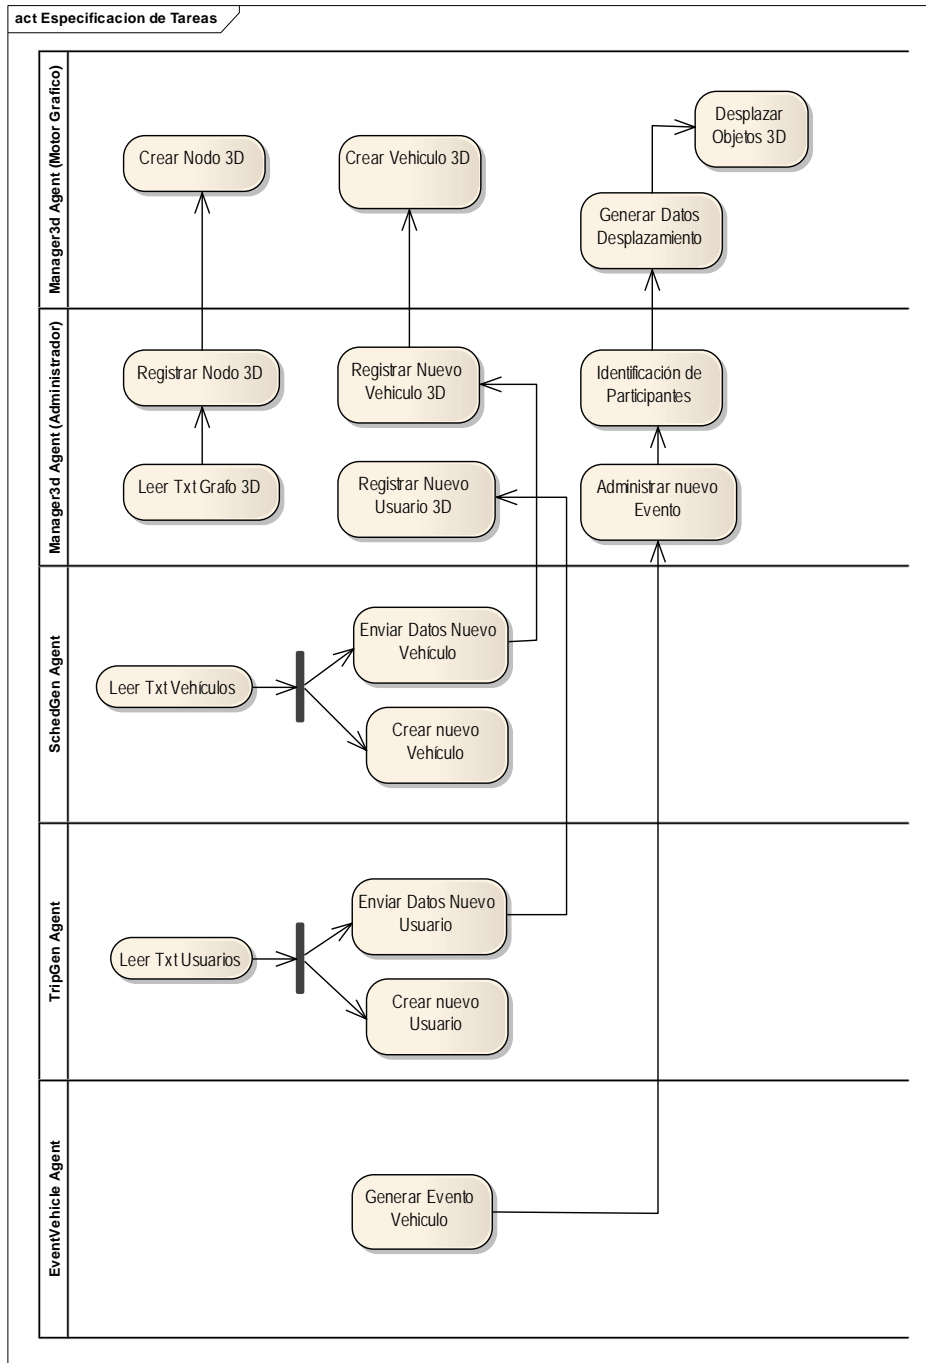 act Especificacion de Tareas
Manager3d Agent (Motor Grafico)
Desplazar
Objetos 3D
Crear Nodo 3D
Crear Vehiculo 3D
Generar Datos
Desplazamiento
Manager3d Agent (Administrador)
Registrar Nodo 3D
Registrar Nuevo
Vehiculo 3D
Identificación de
Participantes
Leer Txt Grafo 3D
Registrar Nuevo
Usuario 3D
Administrar nuevo
Evento
SchedGen Agent
Enviar Datos Nuevo
Vehículo
Leer Txt Vehículos
Crear nuevo
Vehículo
TripGen Agent
Enviar Datos Nuevo
Usuario
Leer Txt Usuarios
Crear nuevo
Usuario
EventVehicle Agent
Generar Evento
Vehiculo